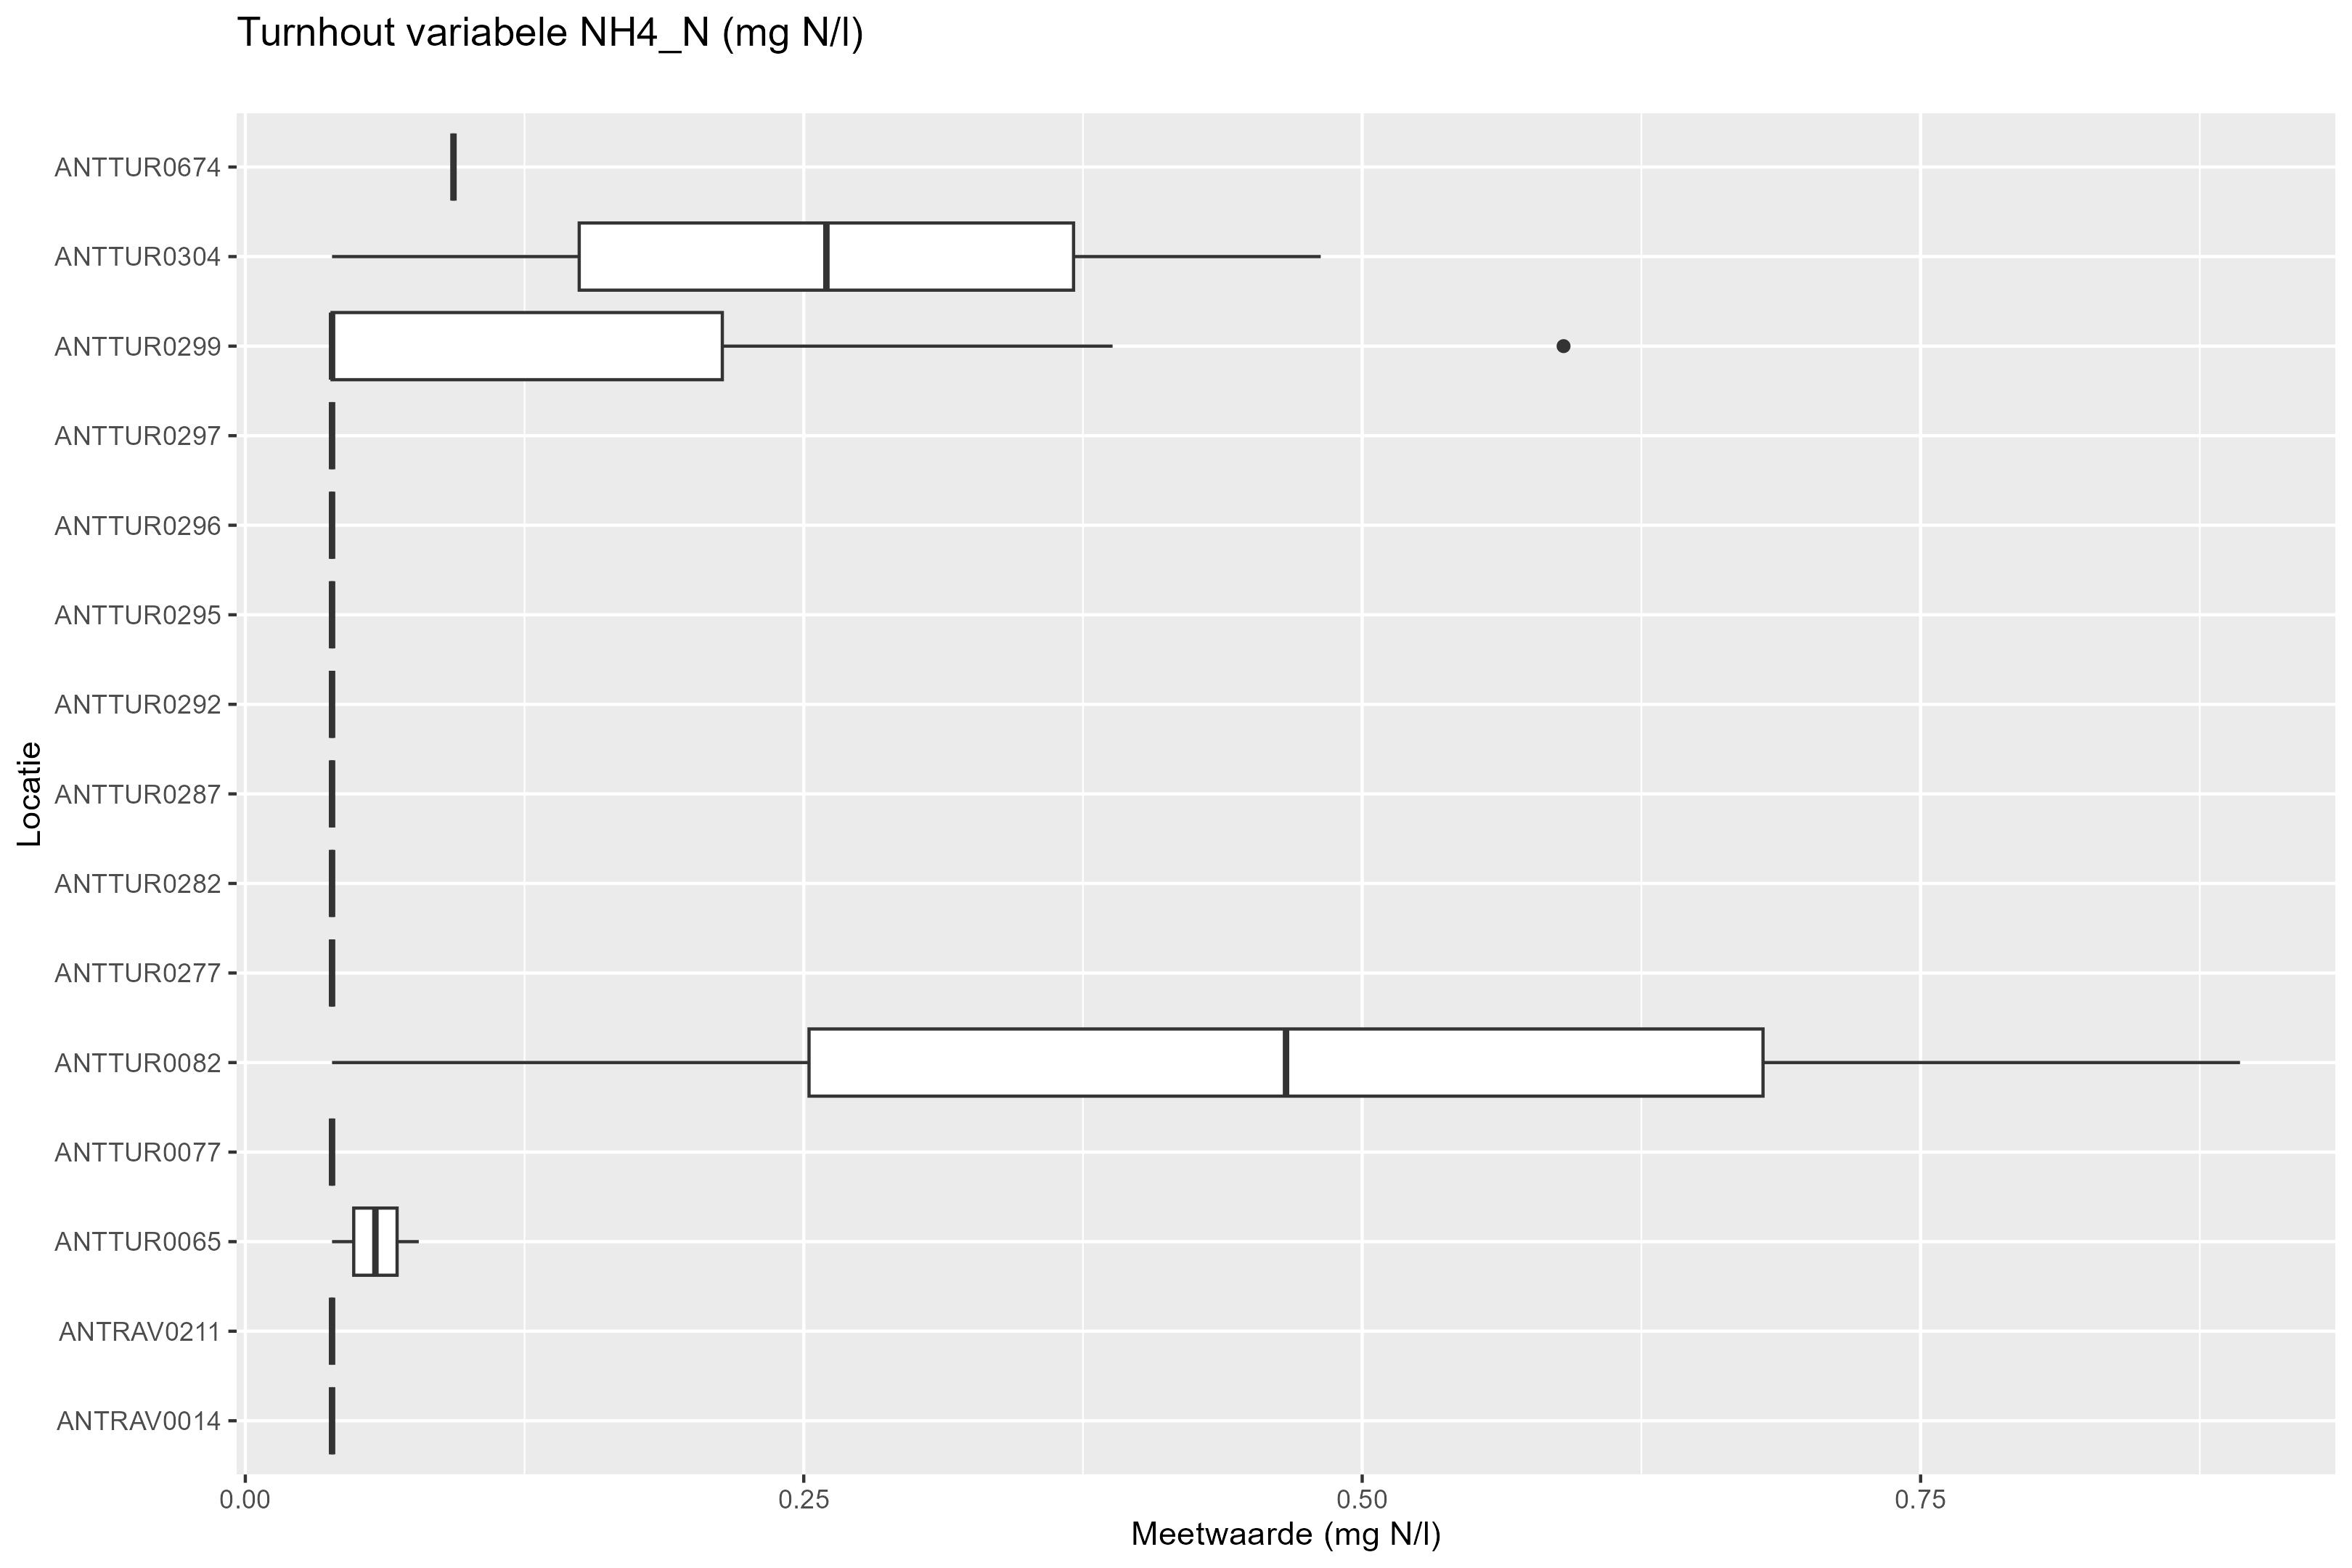 Turnhout variabele NH4_N (mg N/l)
ANTTUR0674
ANTTUR0304
ANTTUR0299
ANTTUR0297
ANTTUR0296
ANTTUR0295
ANTTUR0292
ANTTUR0287
ANTTUR0282
ANTTUR0277
ANTTUR0082
ANTTUR0077
ANTTUR0065
ANTRAV0211
ANTRAV0014
Locatie
0.00 0.25 0.50 0.75
Meetwaarde (mg N/l)